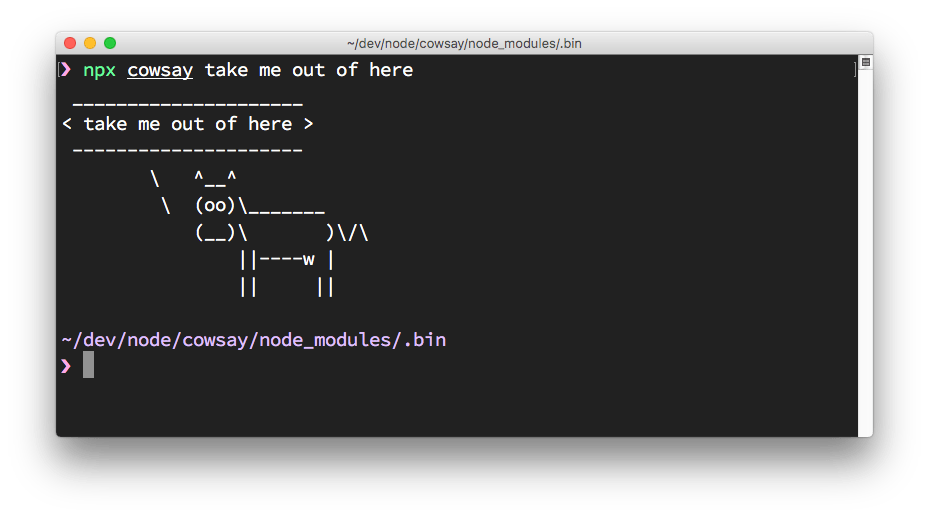 ~/dev/node/cowsay/node_modules/.bin
❯ npx cowsay take me out of here
 _____________________
< take me out of here >
 ---------------------
        \   ^__^
         \  (oo)\_______
            (__)\       )\/\
                ||----w |
                ||     ||
~/dev/node/cowsay/node_modules/.bin
❯